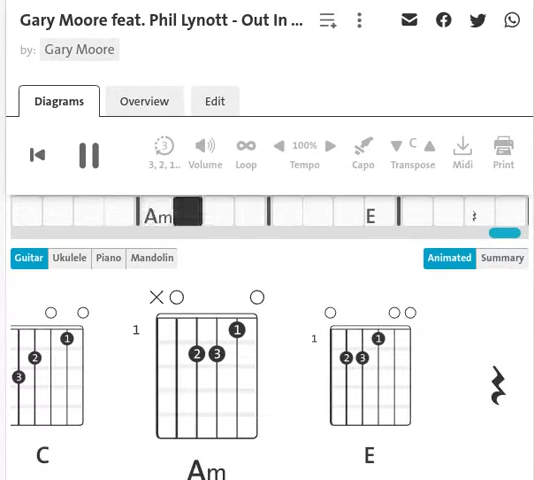 Gary Moore feat. Phil Lynott - Out In ...
by: Gary Moore
Diagrams Overview Edit
3 100% C
3, 2, 1.. Volume Loop Tempo Capo Transpose Midi Print
Am E
Guitar Ukulele Piano Mandolin Animated Summary
1 1
1 2 3 2 3 1 2 3 1
C Am E